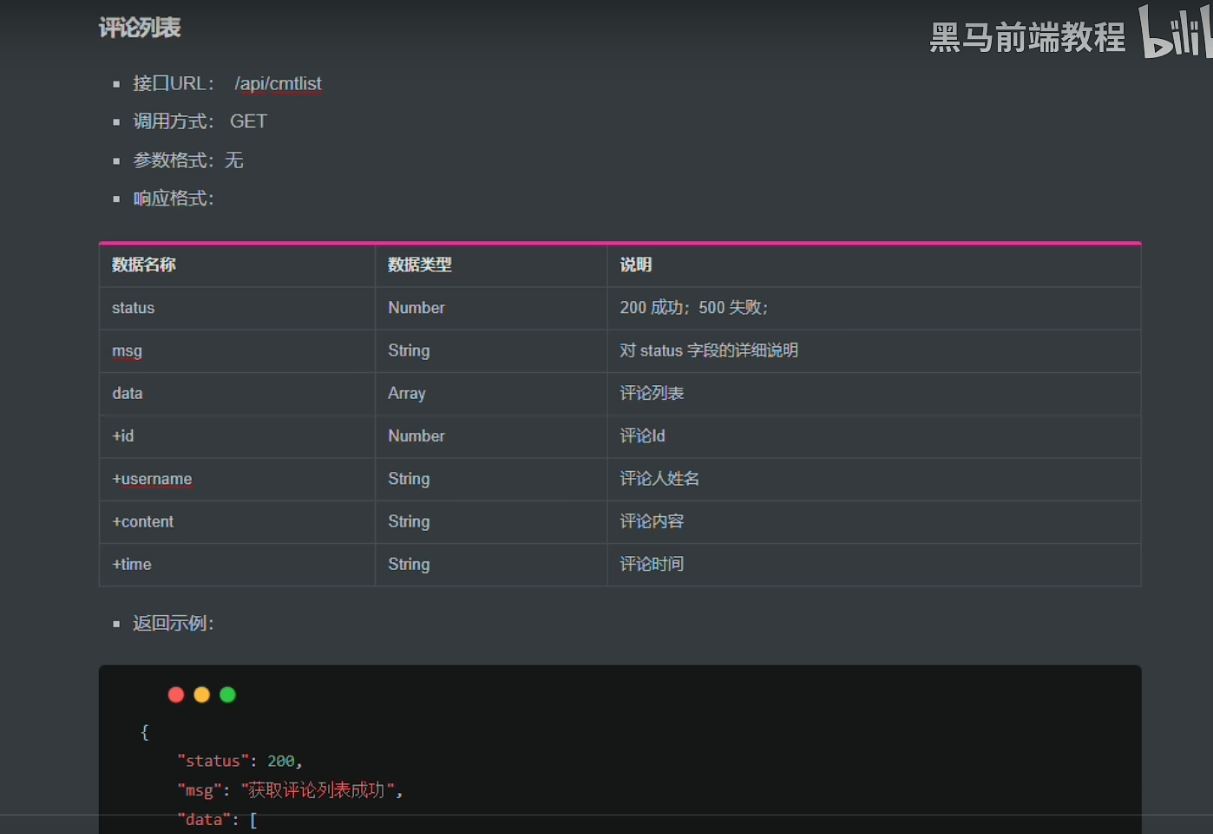 评论列表
黑马前端教程 bilib
接口URL： /api/cmtlist
调用方式： GET
参数格式：无
响应格式：
数据名称 数据类型 说明
status Number 200 成功；500 失败；
msg String 对 status 字段的详细说明
data Array 评论列表
+id Number 评论Id
+username String 评论人姓名
+content String 评论内容
+time String 评论时间
返回示例：
{
"status": 200,
"msg": "获取评论列表成功",
"data": [